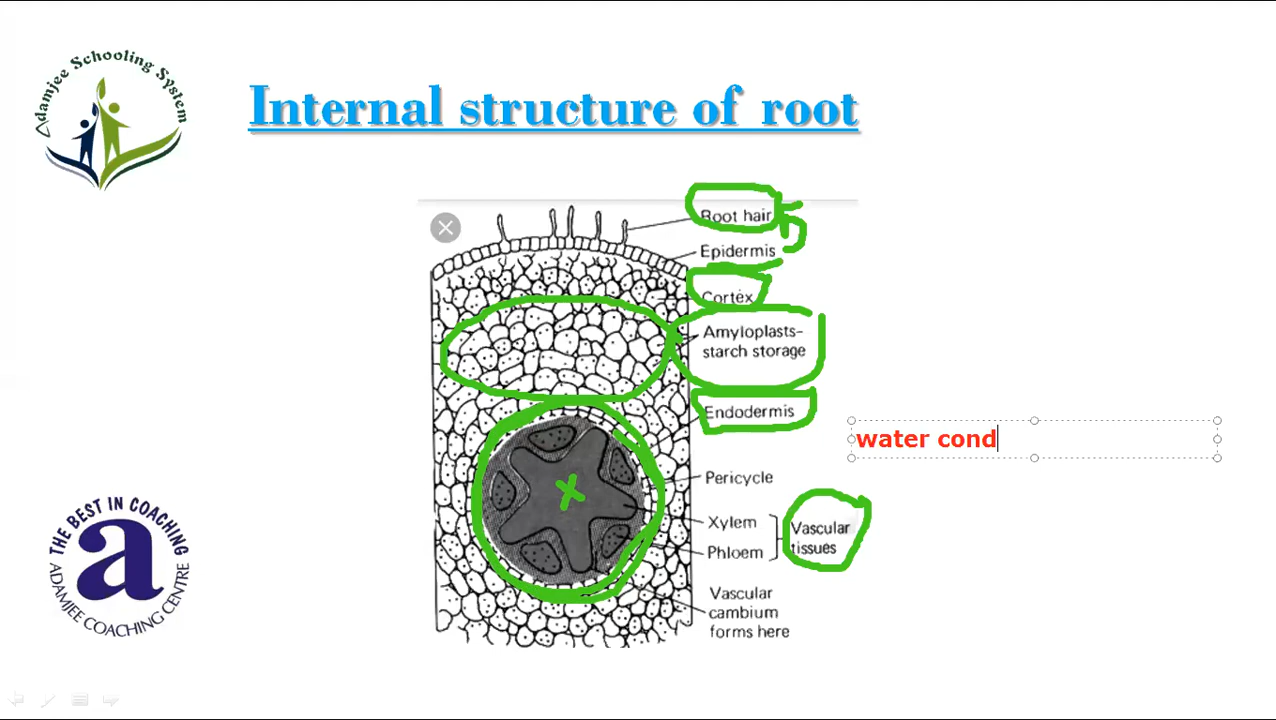 Adamjee Schooling System
Internal structure of root
Root hair
Epidermis
Cortex
Amyloplasts-
starch storage
Endodermis
water cond
Pericycle
Xylem
Phloem
Vascular
tissues
Vascular
cambium
forms here
X
THE BEST IN COACHING
a
ADAMJEE COACHING CENTRE